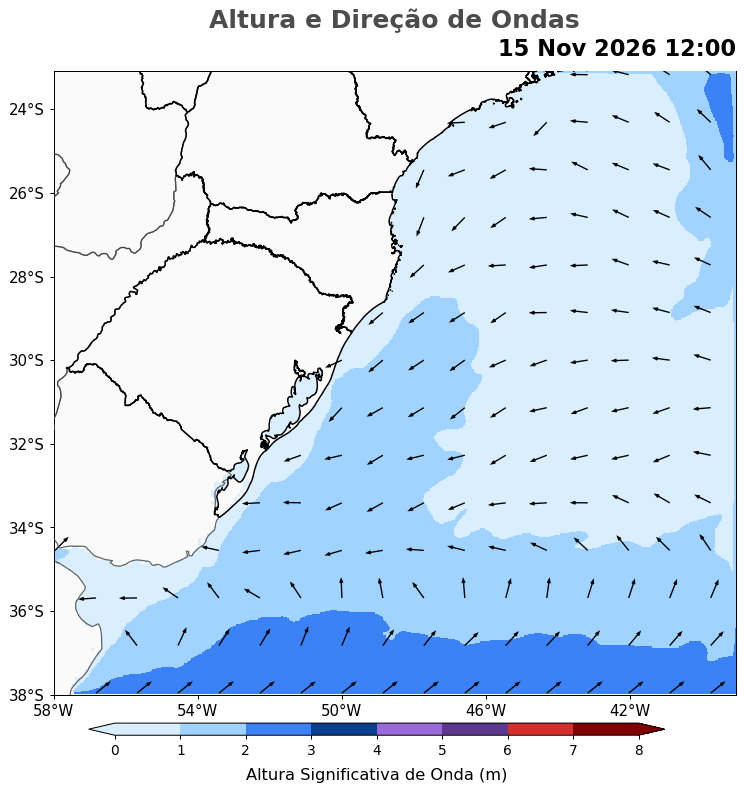 Altura e Direção de Ondas
15 Nov 2026 12:00
24°S
26°S
28°S
30°S
32°S
34°S
36°S
38°S
58°W 54°W 50°W 46°W 42°W
0 1 2 3 4 5 6 7 8
Altura Significativa de Onda (m)